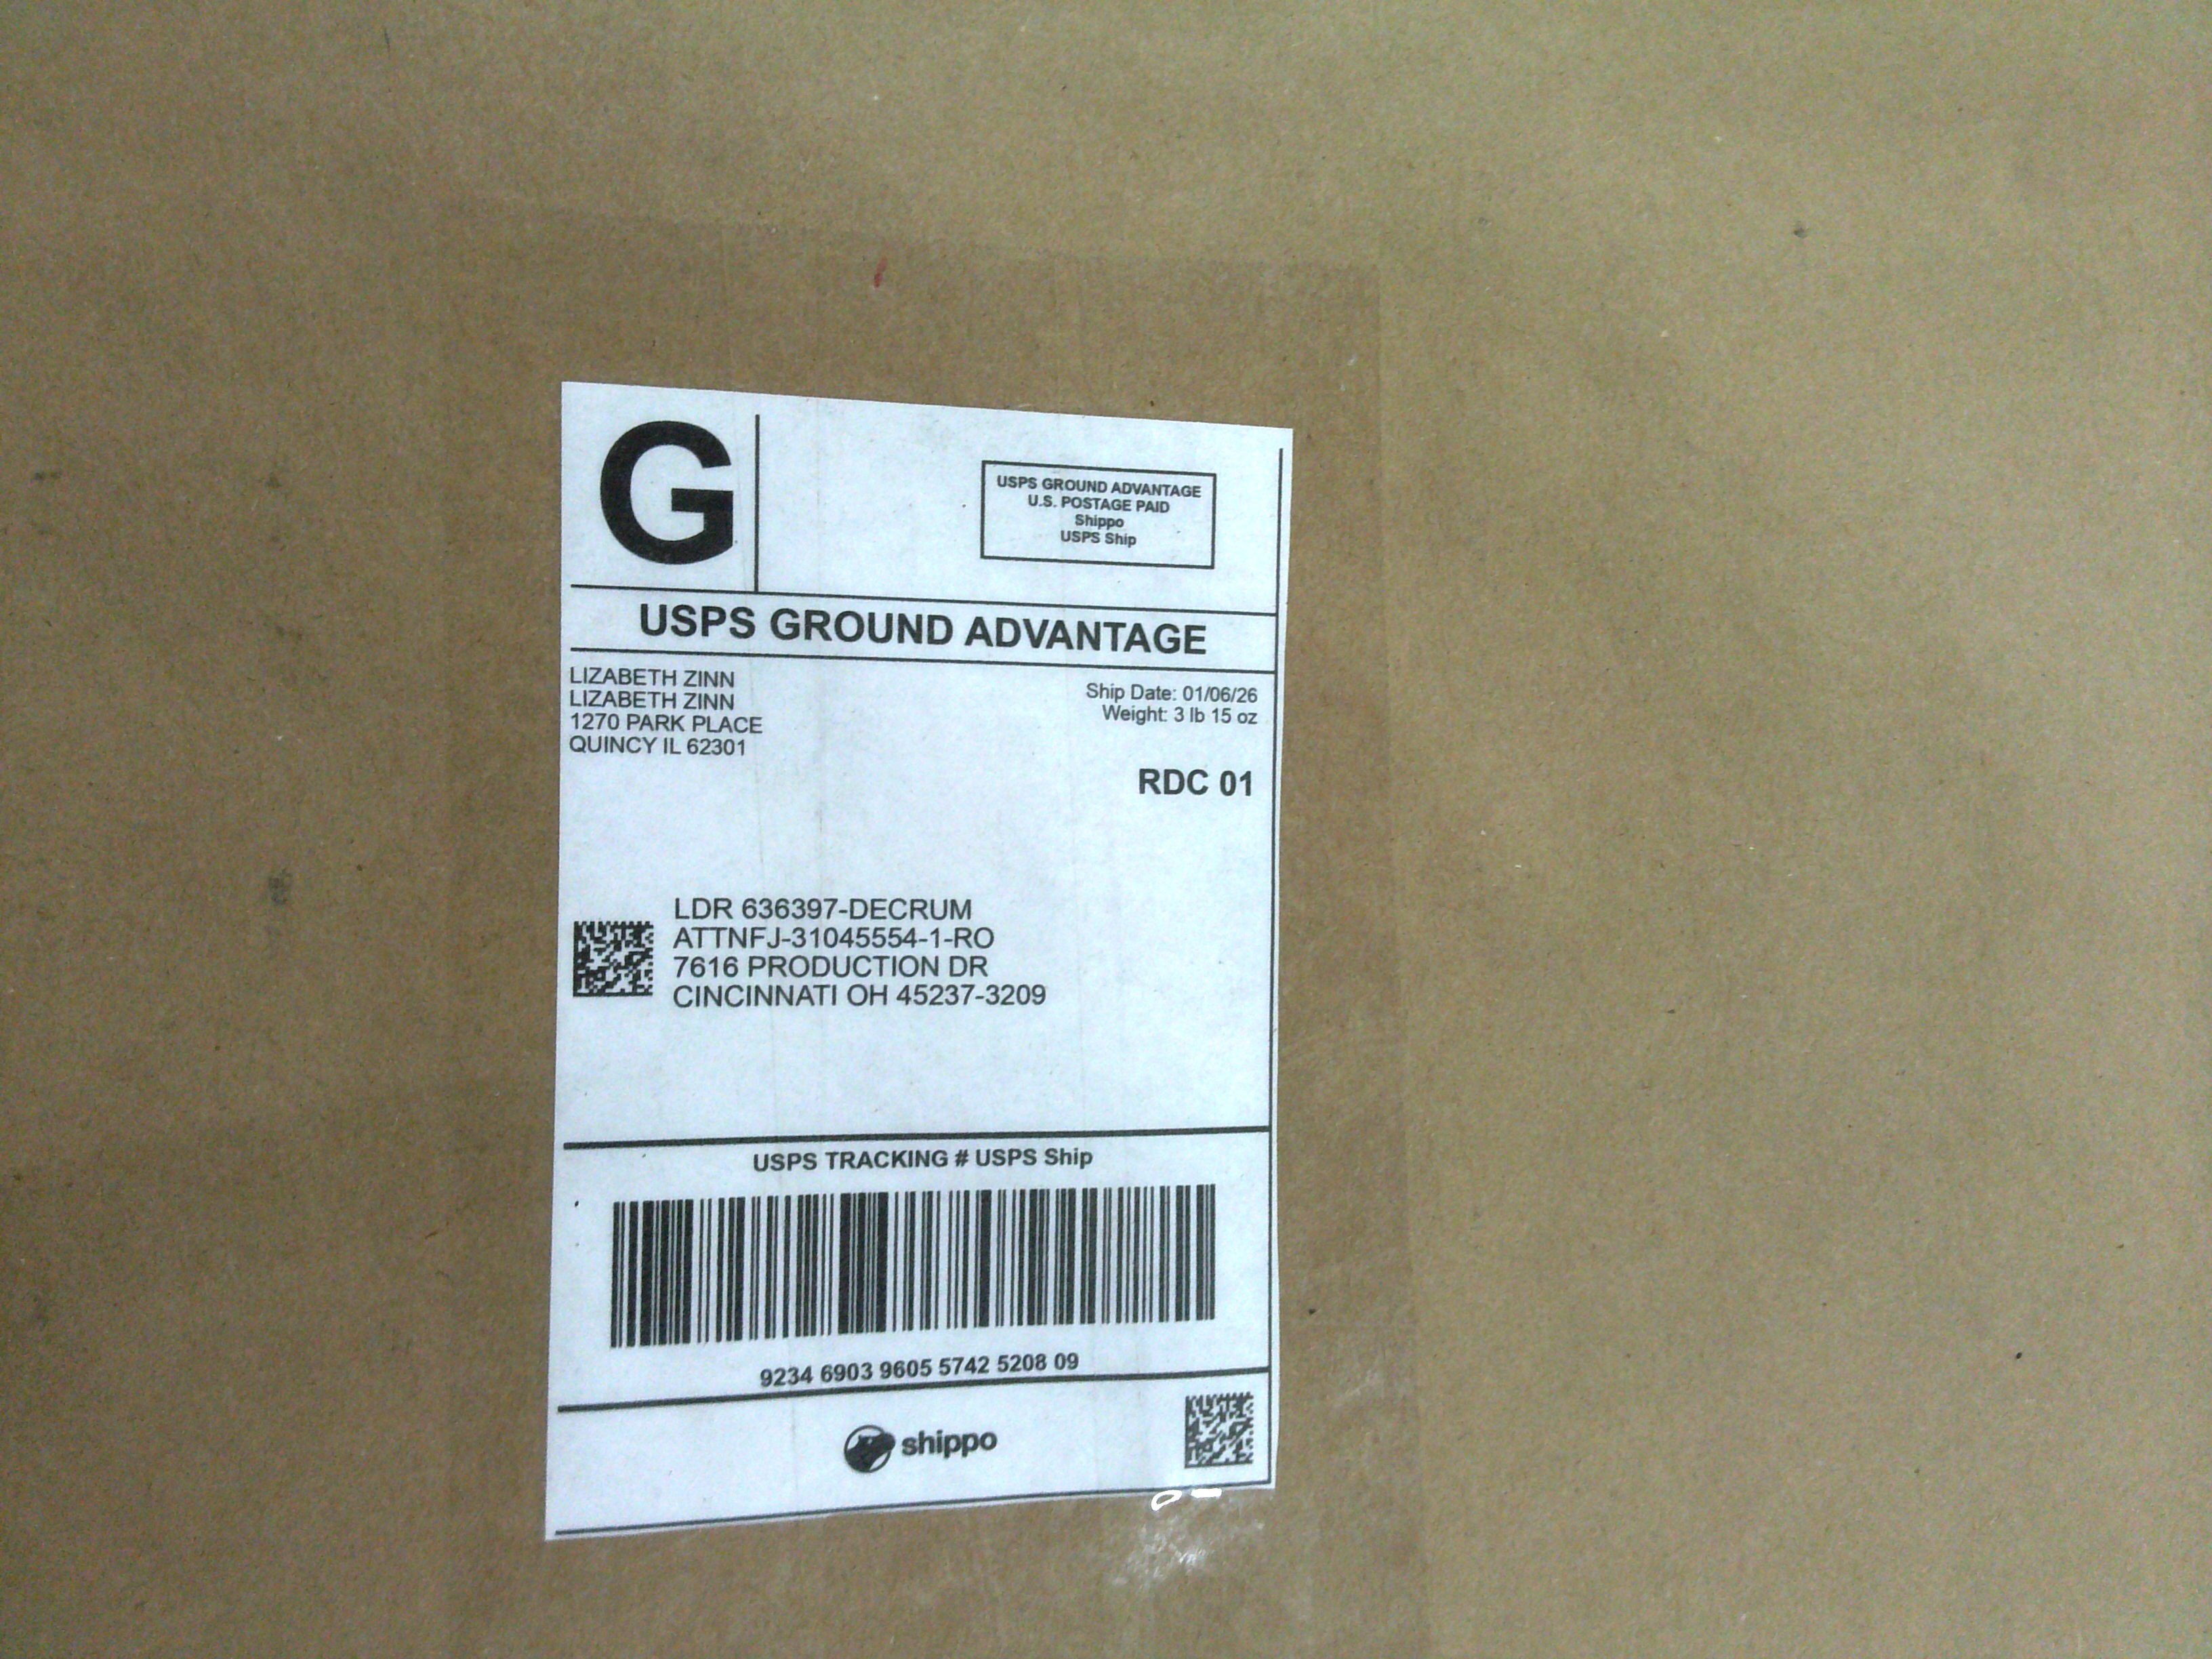 G
USPS GROUND ADVANTAGE
U.S. POSTAGE PAID
Shippo
USPS Ship
USPS GROUND ADVANTAGE
LIZABETH ZINN
LIZABETH ZINN
1270 PARK PLACE
QUINCY IL 62301
Ship Date: 01/06/26
Weight: 3 lb 15 oz
RDC 01
LDR 636397-DECRUM
ATTNFJ-31045554-1-RO
7616 PRODUCTION DR
CINCINNATI OH 45237-3209
USPS TRACKING # USPS Ship
9234 6903 9605 5742 5208 09
shippo